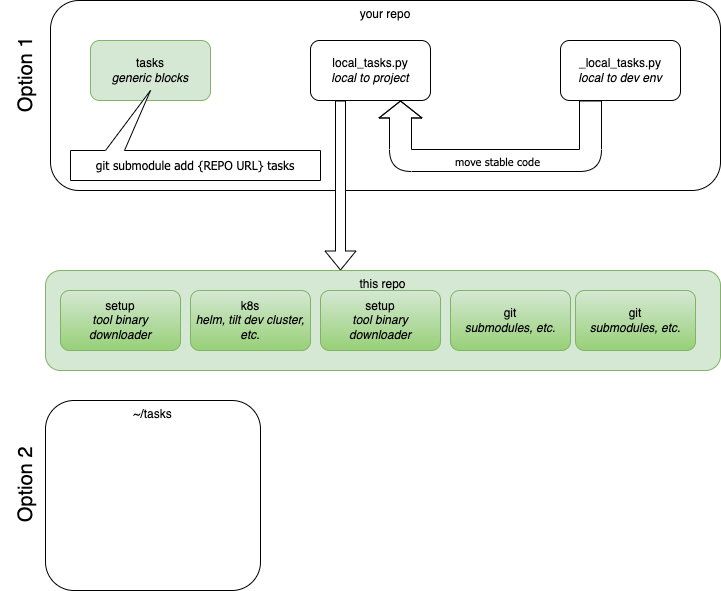 your repo
Option 1
tasks
generic blocks
local_tasks.py
local to project
_local_tasks.py
local to dev env
git submodule add {REPO URL} tasks
move stable code
this repo
setup
tool binary
downloader
k8s
helm, tilt dev cluster,
etc.
setup
tool binary
downloader
git
submodules, etc.
git
submodules, etc.
Option 2
~/tasks